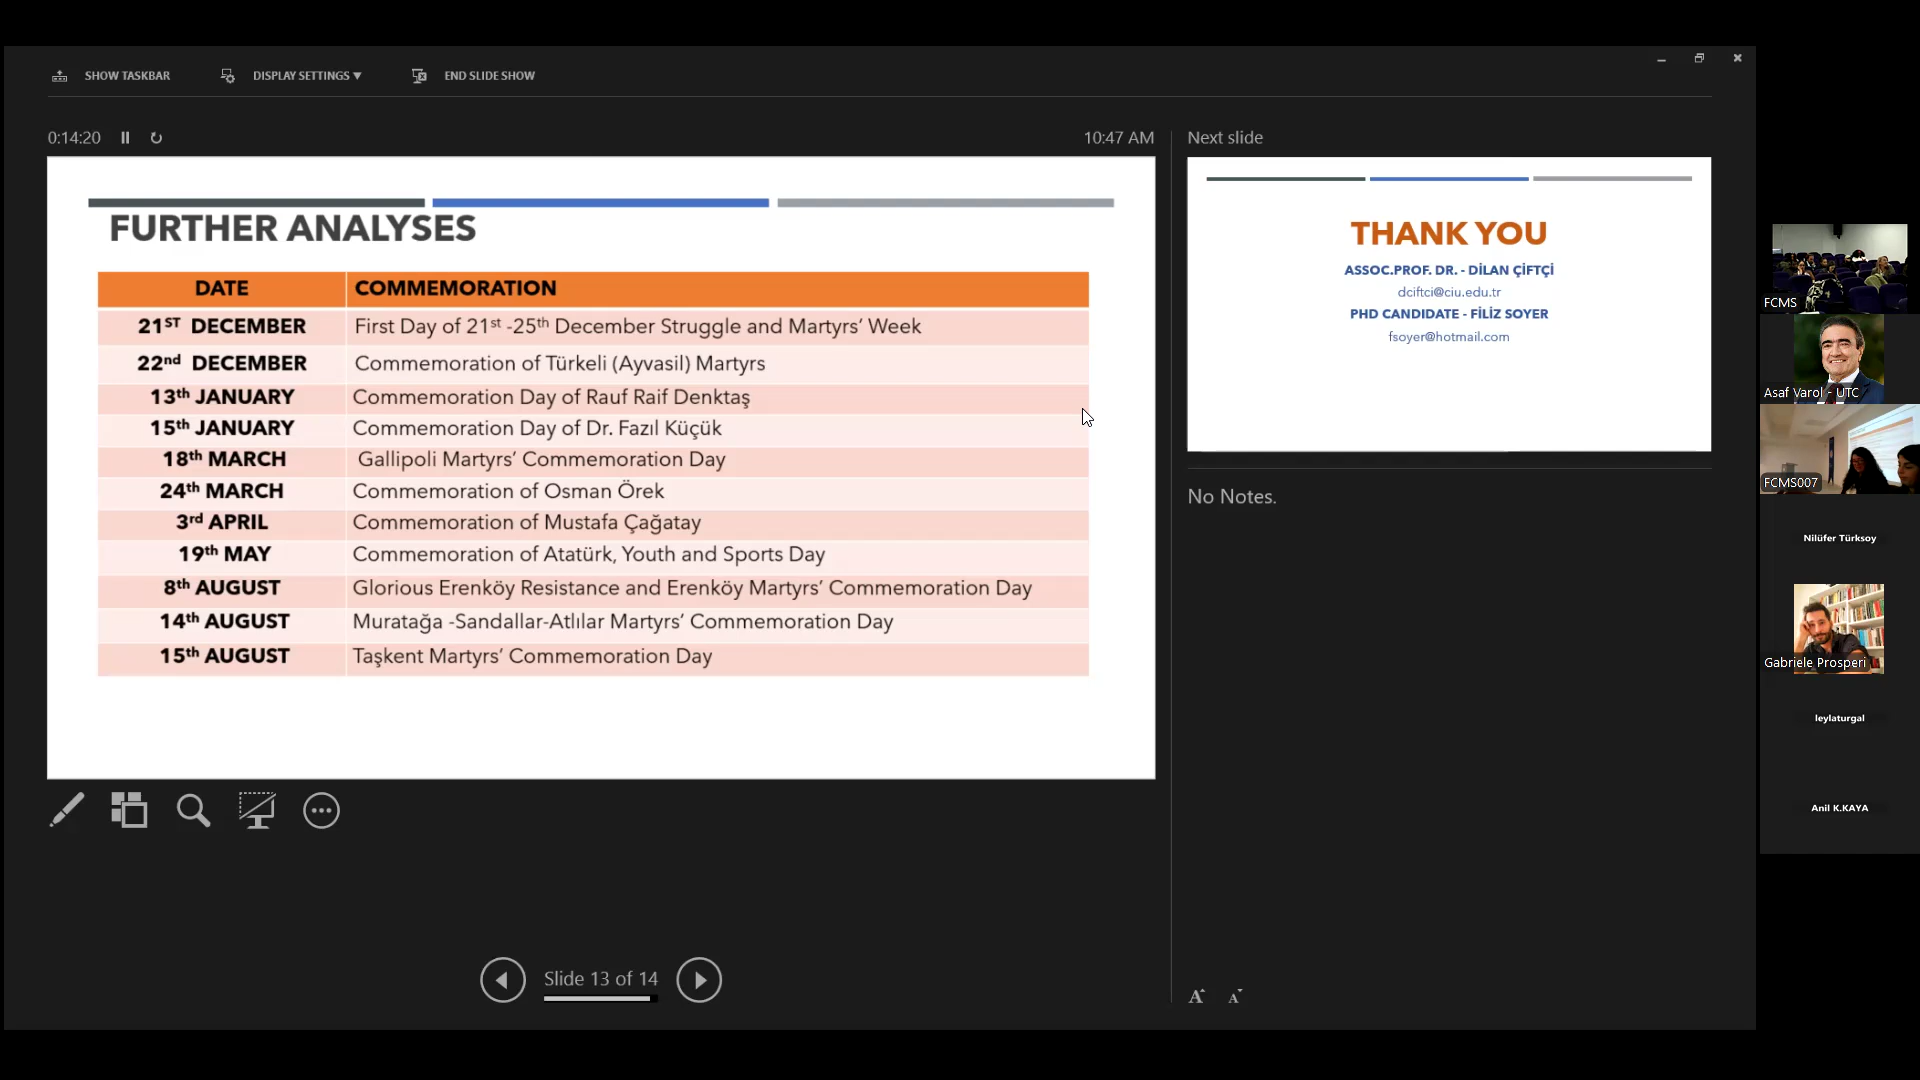 SHOW TASKBAR
DISPLAY SETTINGS ▼
END SLIDE SHOW
0:14:20
10:47 AM
FURTHER ANALYSES
DATE COMMEMORATION
21ST DECEMBER First Day of 21st -25th December Struggle and Martyrs’ Week
22nd DECEMBER Commemoration of Türkeli (Ayvasil) Martyrs
13th JANUARY Commemoration Day of Rauf Raif Denktaş
15th JANUARY Commemoration Day of Dr. Fazıl Küçük
18th MARCH Gallipoli Martyrs’ Commemoration Day
24th MARCH Commemoration of Osman Örek
3rd APRIL Commemoration of Mustafa Çağatay
19th MAY Commemoration of Atatürk, Youth and Sports Day
8th AUGUST Glorious Erenköy Resistance and Erenköy Martyrs’ Commemoration Day
14th AUGUST Muratağa -Sandallar-Atlılar Martyrs’ Commemoration Day
15th AUGUST Taşkent Martyrs’ Commemoration Day
Slide 13 of 14
Next slide
THANK YOU
ASSOC.PROF. DR. - DİLAN ÇİFTÇİ
dciftci@ciu.edu.tr
PHD CANDIDATE - FİLİZ SOYER
fsoyer@hotmail.com
No Notes.
A A
FCMS
Asaf Varol - UTC
FCMS007
Nilüfer Türksoy
Gabriele Prosperi
leylaturgal
Anil K.KAYA